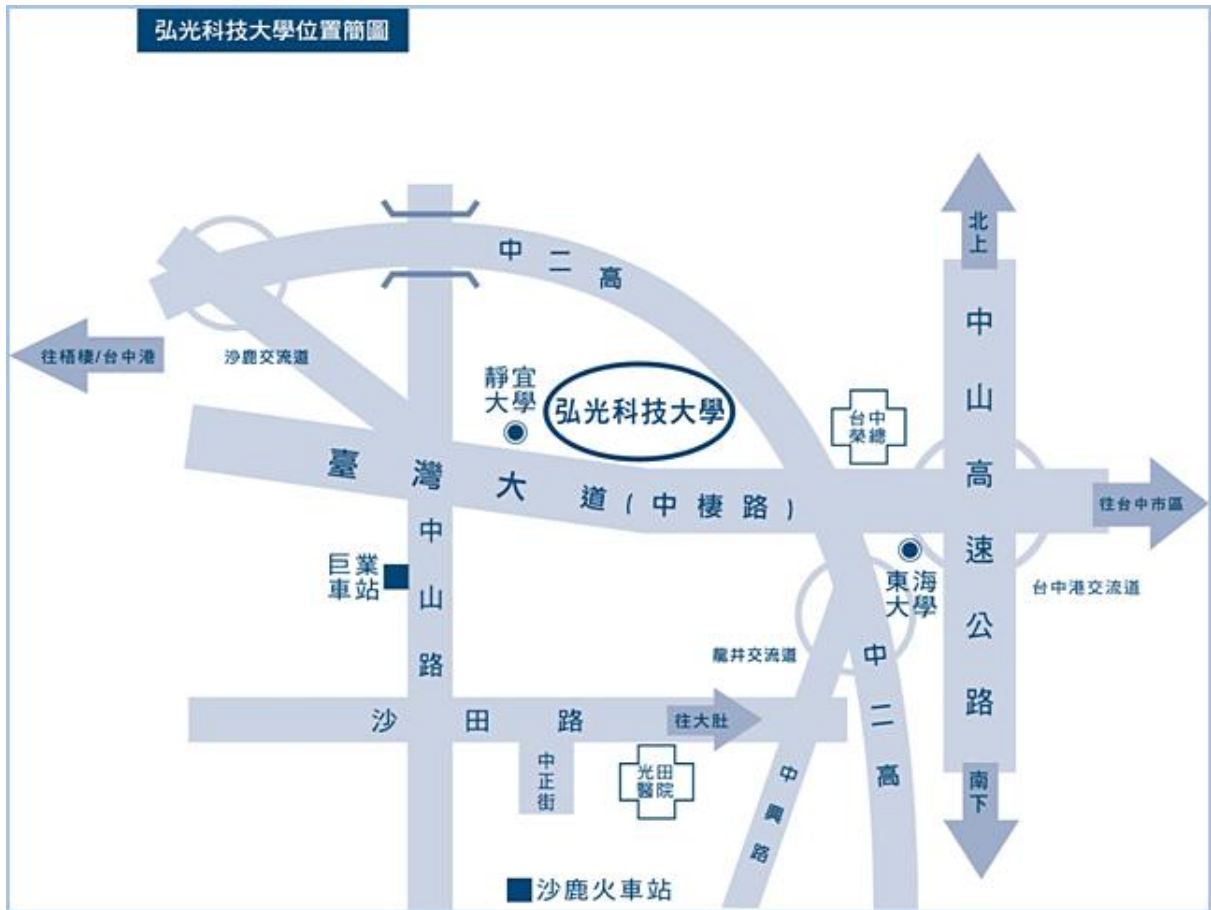 弘光科技大學位置簡圖
北上
中二高
中山高速公路
往梧棲/台中港
沙鹿交流道
靜宜
大學
弘光科技大學
台中
榮總
臺灣大道(中棲路)
往台中市區
中山路
巨業
車站
東海
大學
台中港交流道
龍井交流道
中二高
沙田路
往大肚
中正街
光田
醫院
中興路
南下
沙鹿火車站